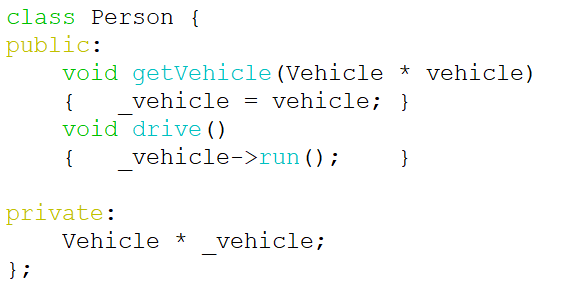 class Person {
public:
    void getVehicle(Vehicle * vehicle)
    {   _vehicle = vehicle; }
    void drive()
    {   _vehicle->run();    }

private:
    Vehicle * _vehicle;
};